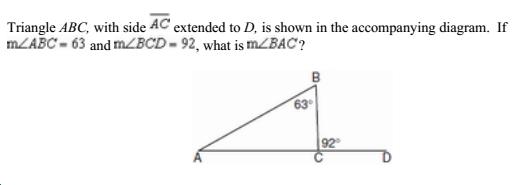 Triangle ABC, with side AC extended to D, is shown in the accompanying diagram. If
m∠ABC = 63 and m∠BCD = 92, what is m∠BAC?
B
63°
92°
A C D